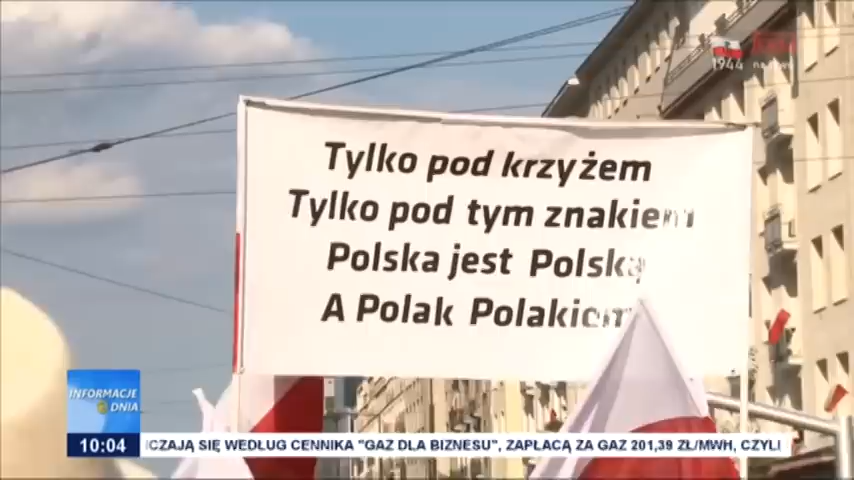 1944
Tylko pod krzyżem
Tylko pod tym znakiem
Polska jest Polską
A Polak Polakiem
INFORMACJE
DNIA
10:04
ICZAJĄ SIĘ WEDŁUG CENNIKA "GAZ DLA BIZNESU", ZAPŁACĄ ZA GAZ 201,39 ZŁ/MWH, CZYLI